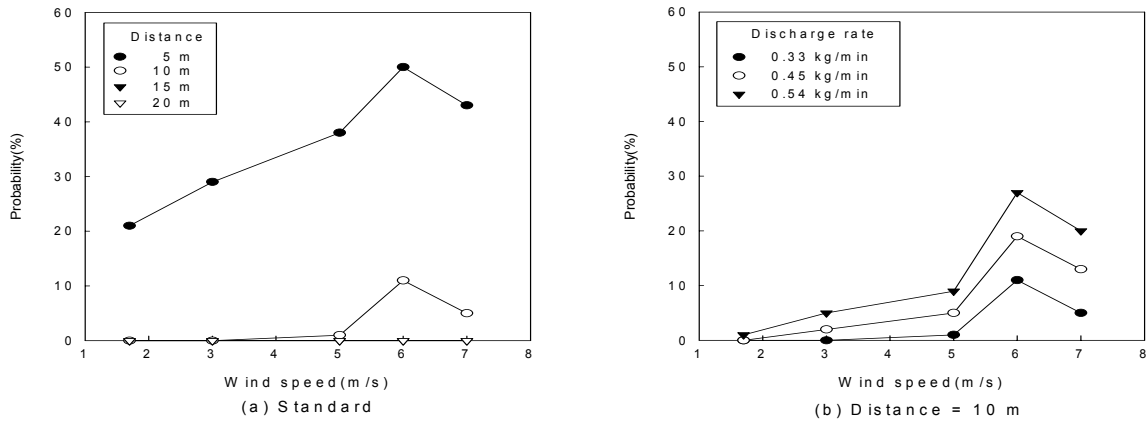 Distance
5 m
10 m
15 m
20 m
Probability(%)
60
50
40
30
20
10
0
1 2 3 4 5 6 7 8
Wind speed(m/s)
(a) Standard
Discharge rate
0.33 kg/min
0.45 kg/min
0.54 kg/min
Probability(%)
60
50
40
30
20
10
0
1 2 3 4 5 6 7 8
Wind speed(m/s)
(b) Distance = 10 m